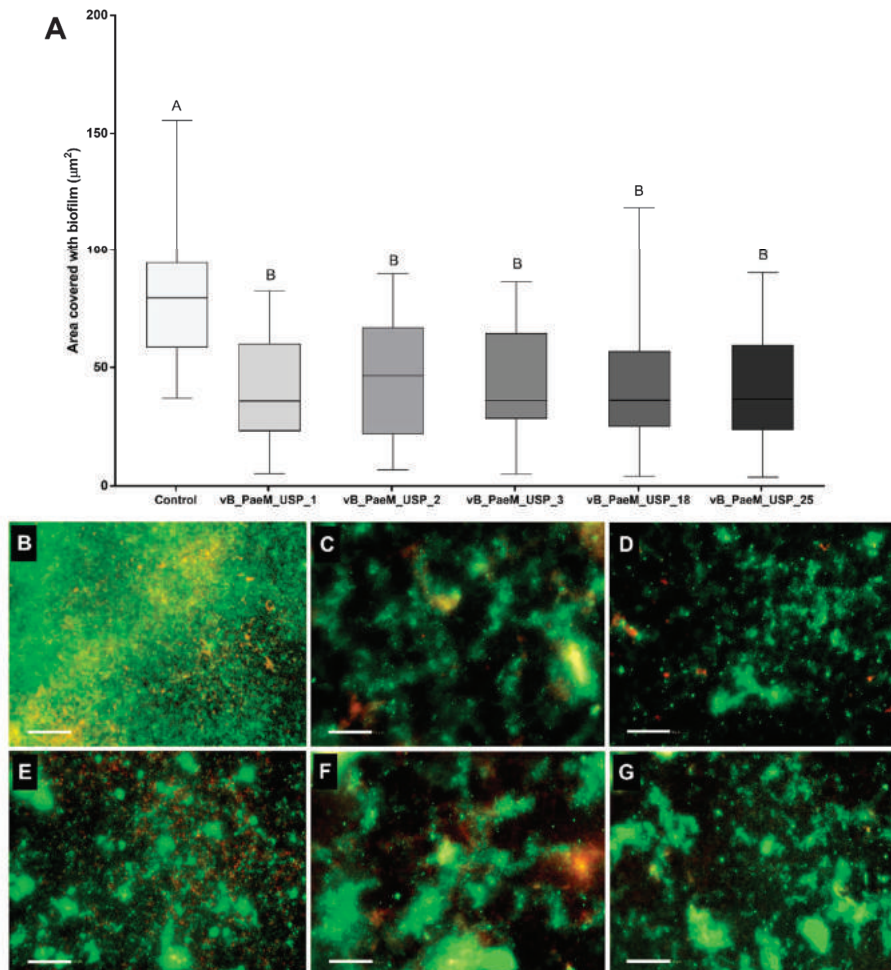 A
200
150
100
50
0
Area covered with biofilm (μm²)
A
B
B
B
B
B
Control
vB_PaeM_USP_1
vB_PaeM_USP_2
vB_PaeM_USP_3
vB_PaeM_USP_18
vB_PaeM_USP_25
B
C
D
E
F
G